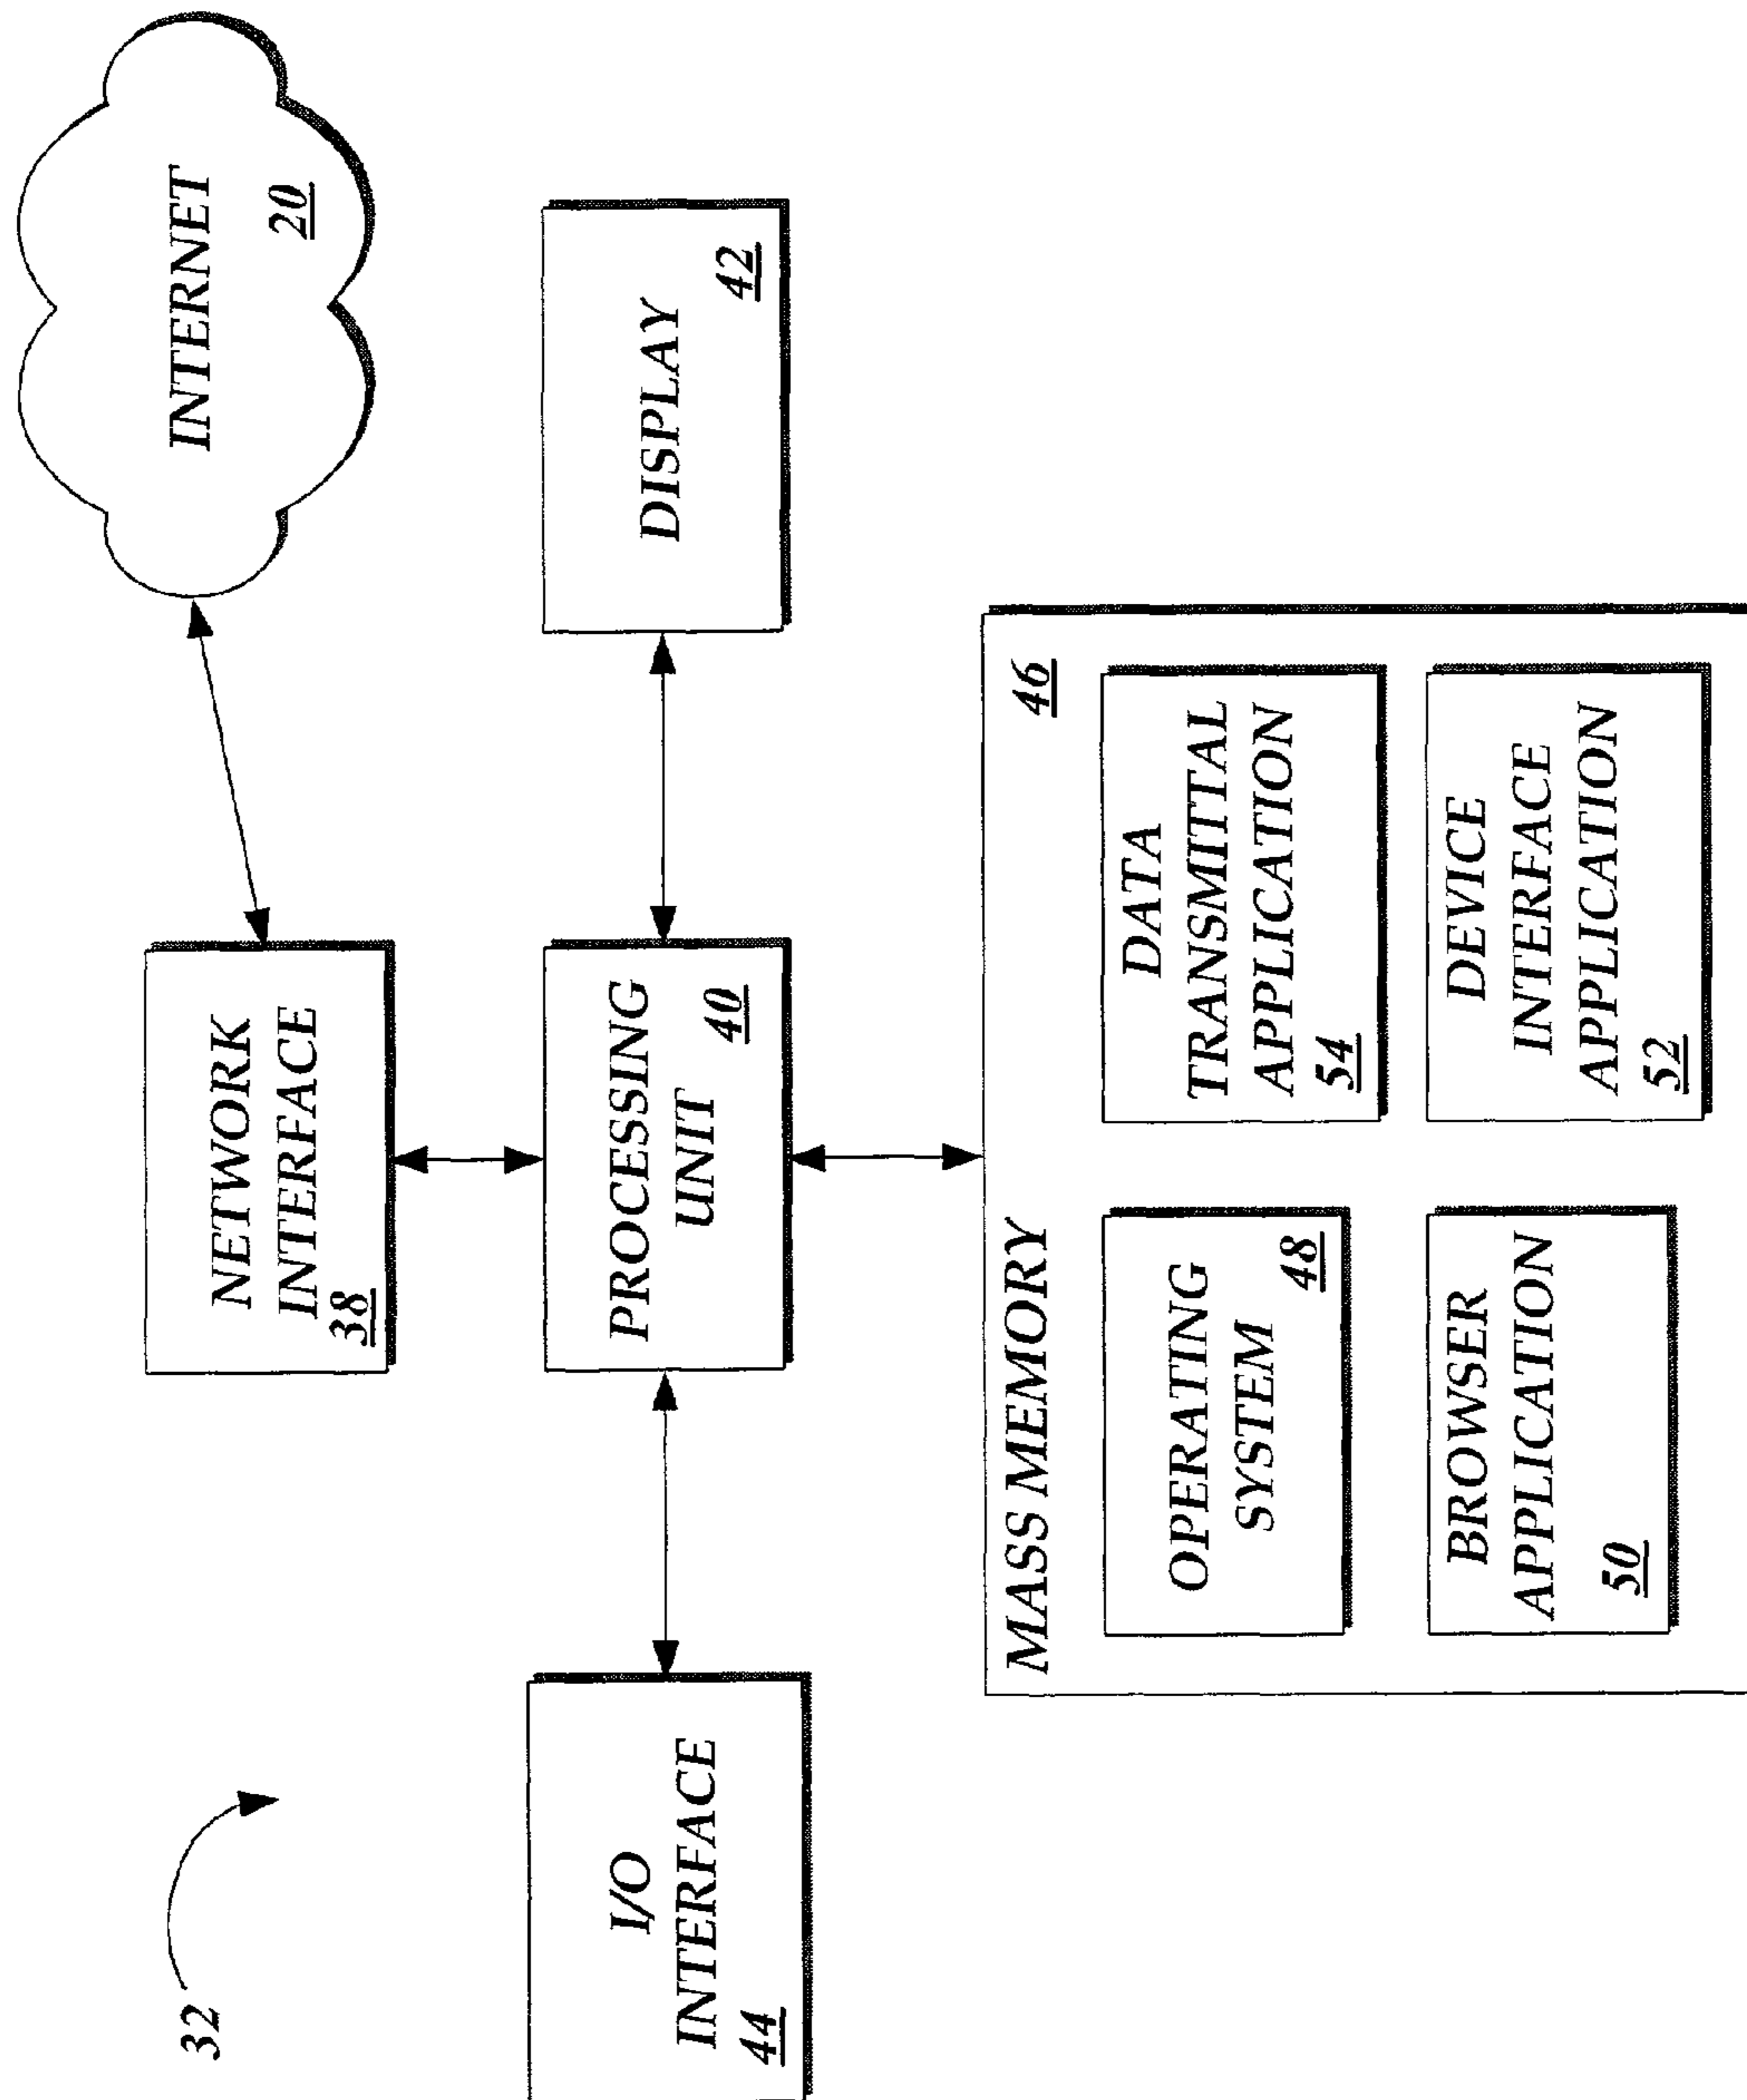 32
INTERNET
20
NETWORK
INTERFACE
38
I/O
INTERFACE
44
PROCESSING
UNIT
40
DISPLAY
42
MASS MEMORY
46
OPERATING
SYSTEM
48
DATA
TRANSMITTAL
APPLICATION
54
BROWSER
APPLICATION
50
DEVICE
INTERFACE
APPLICATION
52